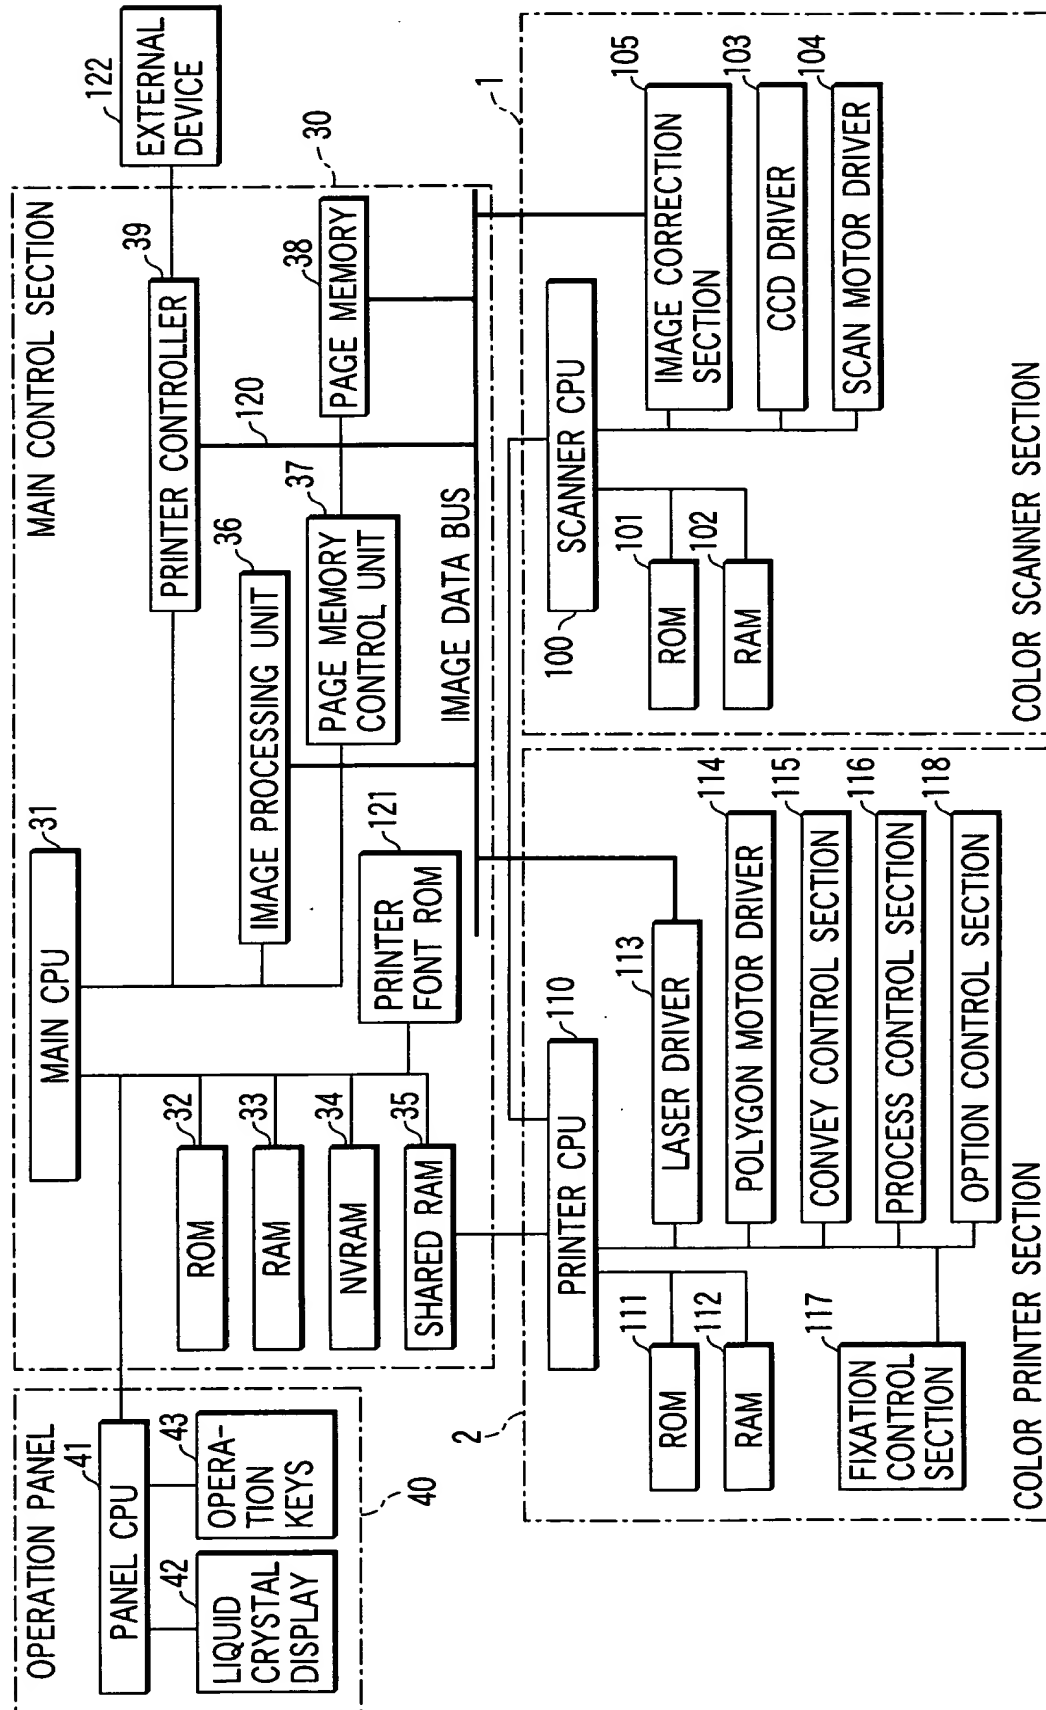 OPERATION PANEL
PANEL CPU
41
LIQUID
CRYSTAL
DISPLAY
42
OPERA-
TION
KEYS
43
40
MAIN CONTROL SECTION
30
MAIN CPU
31
ROM
32
RAM
33
NVRAM
34
SHARED RAM
35
PRINTER
FONT ROM
121
IMAGE PROCESSING UNIT
36
PAGE MEMORY
CONTROL UNIT
37
PRINTER CONTROLLER
39
120
PAGE MEMORY
38
IMAGE DATA BUS
EXTERNAL
DEVICE
122
2
PRINTER CPU
110
ROM
111
RAM
112
FIXATION
CONTROL
SECTION
117
LASER DRIVER
113
POLYGON MOTOR DRIVER
114
CONVEY CONTROL SECTION
115
PROCESS CONTROL SECTION
116
OPTION CONTROL SECTION
118
COLOR PRINTER SECTION
1
SCANNER CPU
100
ROM
101
RAM
102
IMAGE CORRECTION
SECTION
105
CCD DRIVER
103
SCAN MOTOR DRIVER
104
COLOR SCANNER SECTION